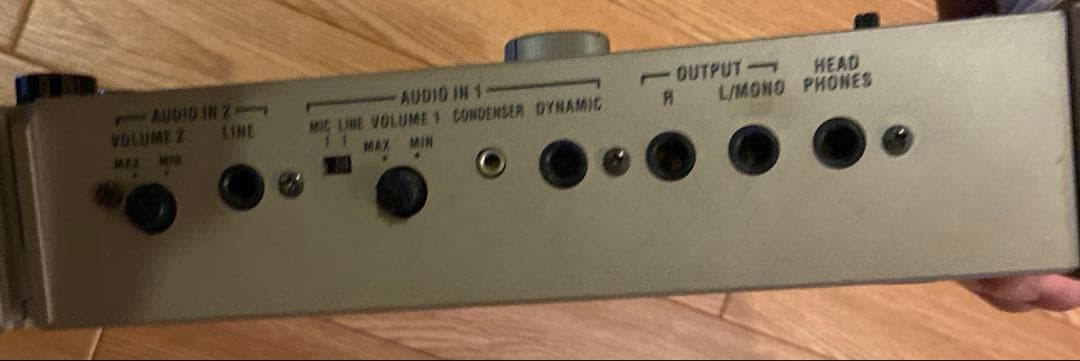 AUDIO IN 2
VOLUME 2 LINE
MAX MIN
AUDIO IN 1
MIC LINE VOLUME 1 CONDENSER DYNAMIC
MAX MIN
OUTPUT
R L/MONO
HEAD
PHONES